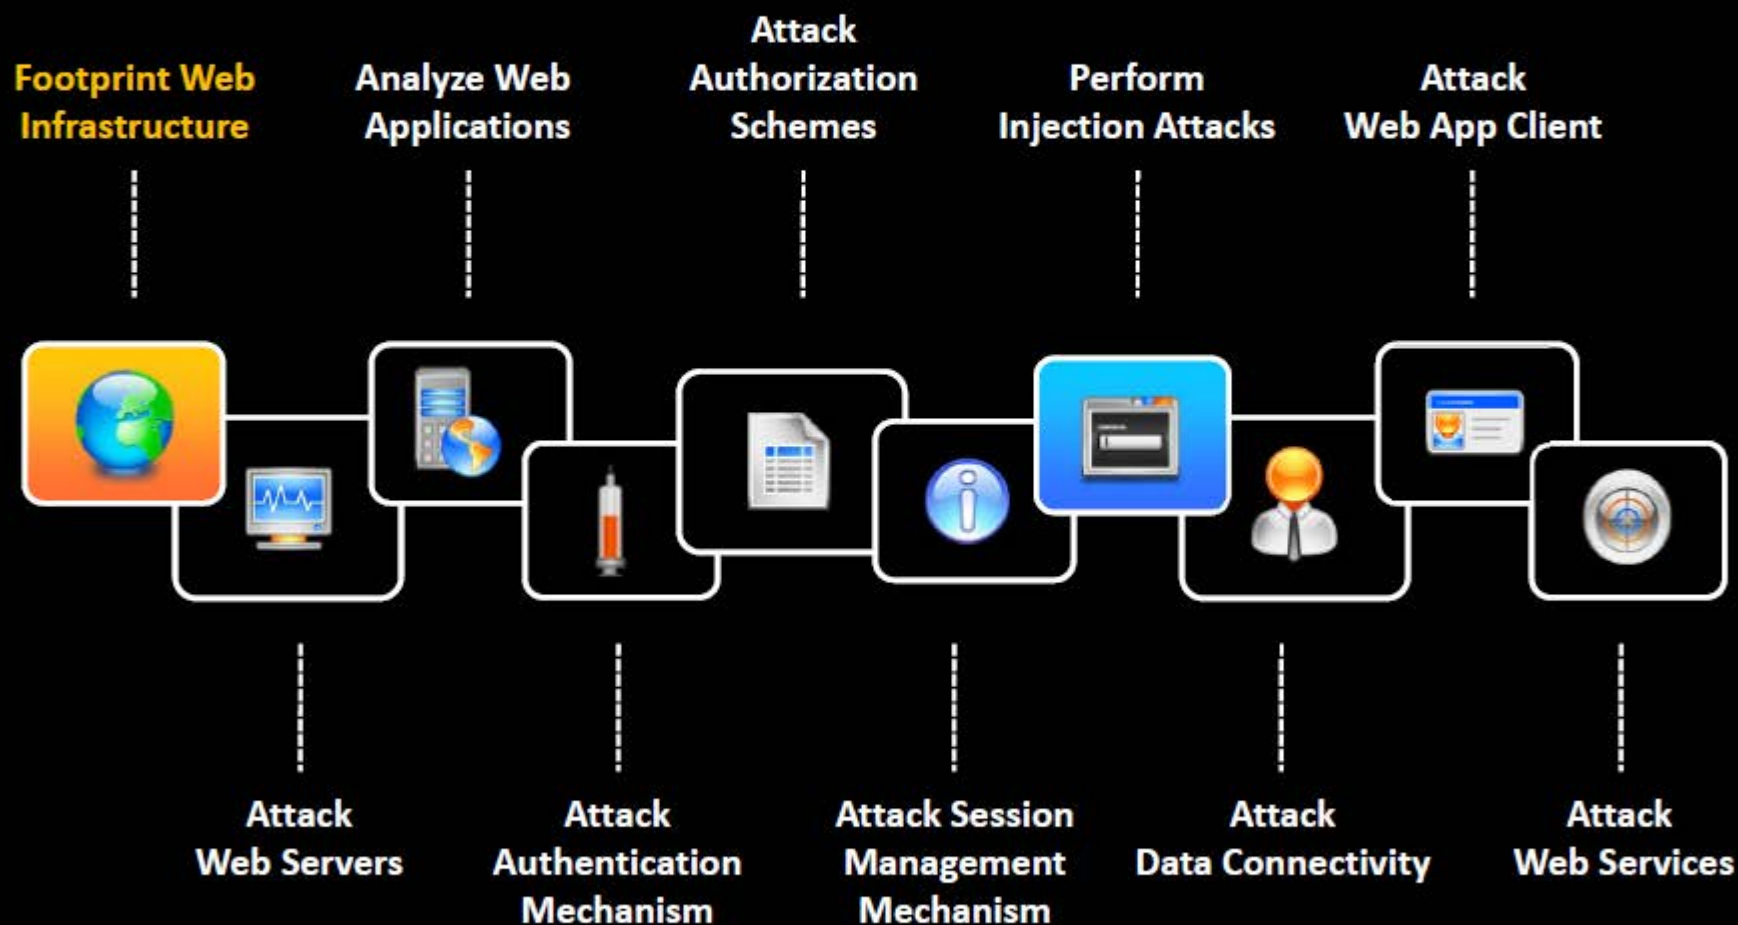 Footprint Web
Infrastructure
Attack
Web Servers
Analyze Web
Applications
Attack
Authentication
Mechanism
Attack
Authorization
Schemes
Attack Session
Management
Mechanism
Perform
Injection Attacks
Attack
Data Connectivity
Attack
Web App Client
Attack
Web Services